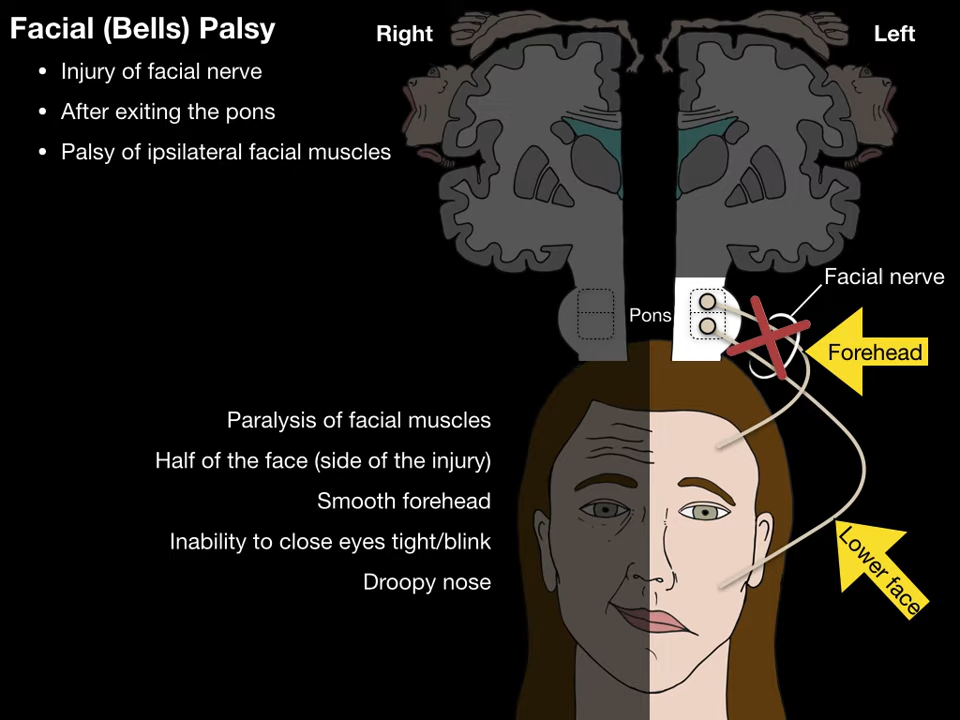 Facial (Bells) Palsy
Right
Left
• Injury of facial nerve
• After exiting the pons
• Palsy of ipsilateral facial muscles
Facial nerve
Pons
Forehead
Paralysis of facial muscles
Half of the face (side of the injury)
Smooth forehead
Inability to close eyes tight/blink
Droopy nose
Lower face